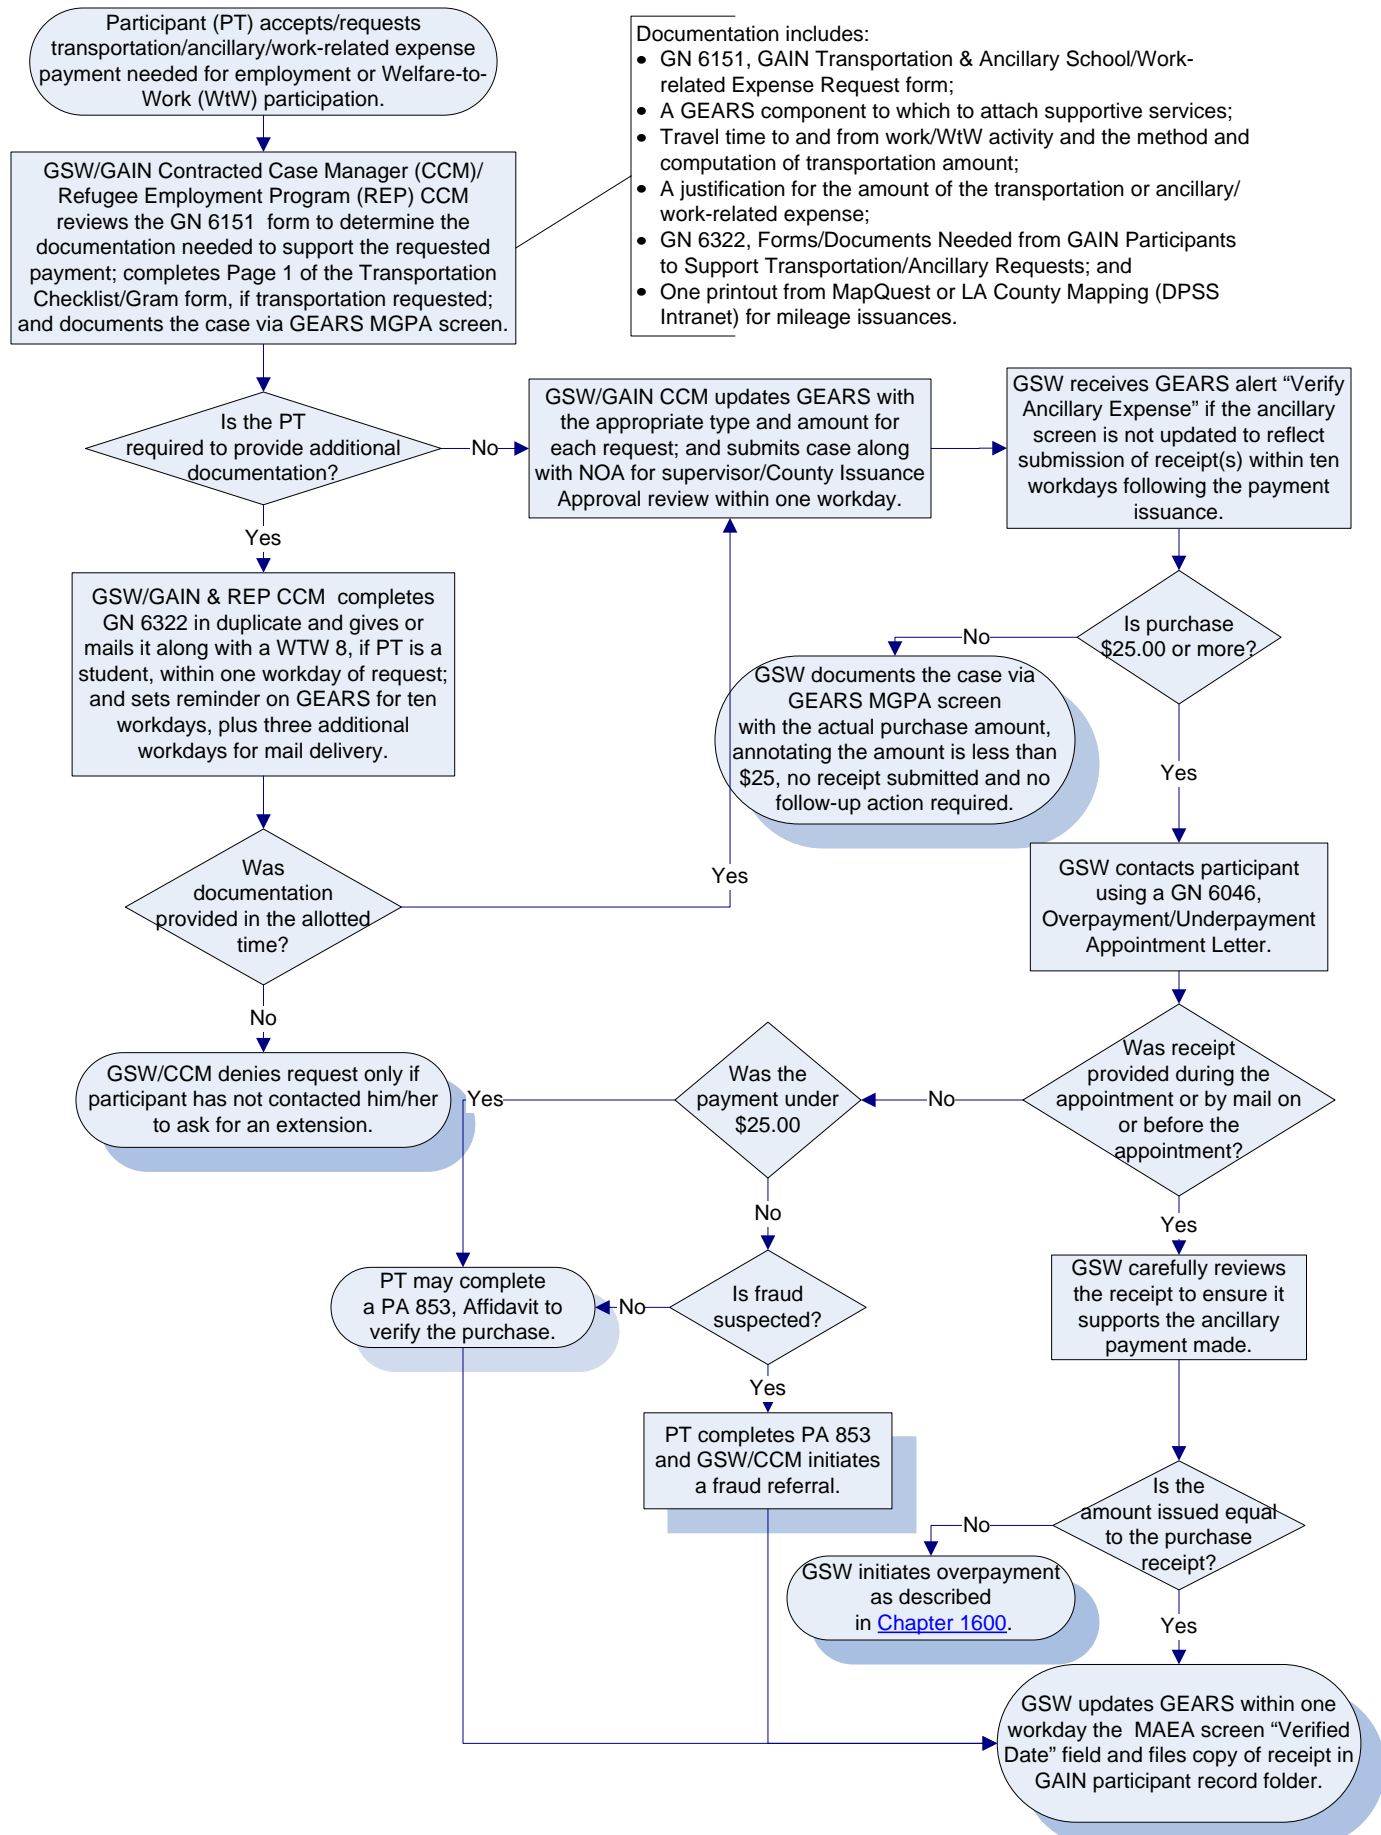 Participant (PT) accepts/requests
transportation/ancillary/work-related expense
payment needed for employment or Welfare-to-
Work (WtW) participation.
Documentation includes:
• GN 6151, GAIN Transportation & Ancillary School/Work-
related Expense Request form;
• A GEARS component to which to attach supportive services;
• Travel time to and from work/WtW activity and the method and
computation of transportation amount;
• A justification for the amount of the transportation or ancillary/
work-related expense;
• GN 6322, Forms/Documents Needed from GAIN Participants
to Support Transportation/Ancillary Requests; and
• One printout from MapQuest or LA County Mapping (DPSS
Intranet) for mileage issuances.
GSW/GAIN Contracted Case Manager (CCM)/
Refugee Employment Program (REP) CCM
reviews the GN 6151 form to determine the
documentation needed to support the requested
payment; completes Page 1 of the Transportation
Checklist/Gram form, if transportation requested;
and documents the case via GEARS MGPA screen.
Is the PT
required to provide additional
documentation?
No
GSW/GAIN CCM updates GEARS with
the appropriate type and amount for
each request; and submits case along
with NOA for supervisor/County Issuance
Approval review within one workday.
GSW receives GEARS alert “Verify
Ancillary Expense” if the ancillary
screen is not updated to reflect
submission of receipt(s) within ten
workdays following the payment
issuance.
Yes
GSW/GAIN & REP CCM completes
GN 6322 in duplicate and gives or
mails it along with a WTW 8, if PT is a
student, within one workday of request;
and sets reminder on GEARS for ten
workdays, plus three additional
workdays for mail delivery.
Is purchase
$25.00 or more?
No
GSW documents the case via
GEARS MGPA screen
with the actual purchase amount,
annotating the amount is less than
$25, no receipt submitted and no
follow-up action required.
Yes
Was
documentation
provided in the allotted
time?
Yes
GSW contacts participant
using a GN 6046,
Overpayment/Underpayment
Appointment Letter.
No
GSW/CCM denies request only if
participant has not contacted him/her
to ask for an extension.
Was receipt
provided during the
appointment or by mail on
or before the
appointment?
No
Was the
payment under
$25.00
Yes
No
Yes
PT may complete
a PA 853, Affidavit to
verify the purchase.
No
Is fraud
suspected?
GSW carefully reviews
the receipt to ensure it
supports the ancillary
payment made.
Yes
PT completes PA 853
and GSW/CCM initiates
a fraud referral.
Is the
amount issued equal
to the purchase
receipt?
No
GSW initiates overpayment
as described
in Chapter 1600.
Yes
GSW updates GEARS within one
workday the MAEA screen “Verified
Date” field and files copy of receipt in
GAIN participant record folder.